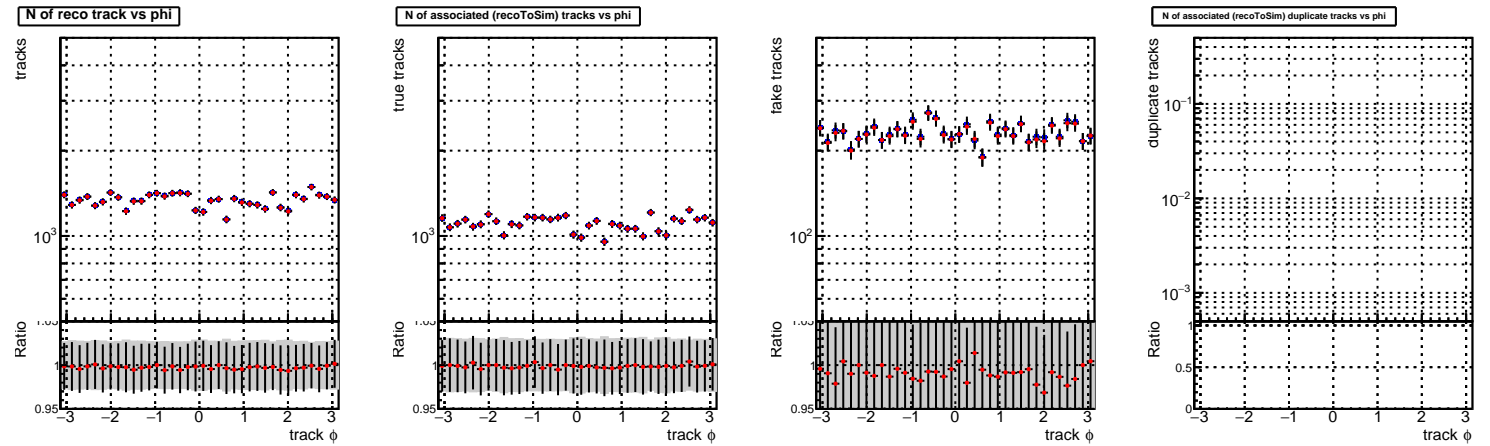 N of reco track vs phi
tracks
10³
Ratio
1.05
1
0.95
−3 −2 −1 0 1 2 3
track ϕ
N of associated (recoToSim) tracks vs phi
true tracks
10³
Ratio
1.05
1
0.95
−3 −2 −1 0 1 2 3
track ϕ
fake tracks
10²
Ratio
1.05
1
0.95
−3 −2 −1 0 1 2 3
track ϕ
N of associated (recoToSim) duplicate tracks vs phi
duplicate tracks
10⁻¹
10⁻²
10⁻³
Ratio
1
0.5
0
−3 −2 −1 0 1 2 3
track ϕ